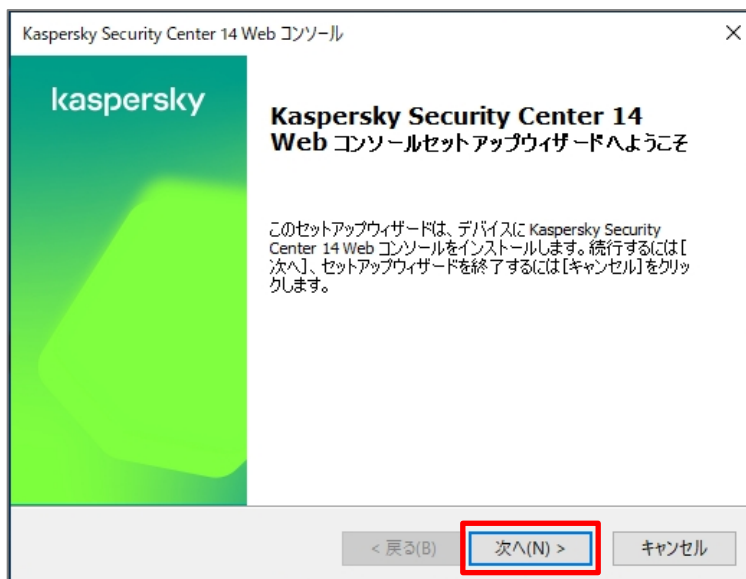 Kaspersky Security Center 14 Web コンソール
kaspersky
Kaspersky Security Center 14
Web コンソールセットアップウィザードへようこそ
このセットアップウィザードは、デバイスに Kaspersky Security
Center 14 Web コンソールをインストールします。続行するには[
次へ]、セットアップウィザードを終了するには[キャンセル]をクリッ
クします。
< 戻る(B)
次へ(N) >
キャンセル